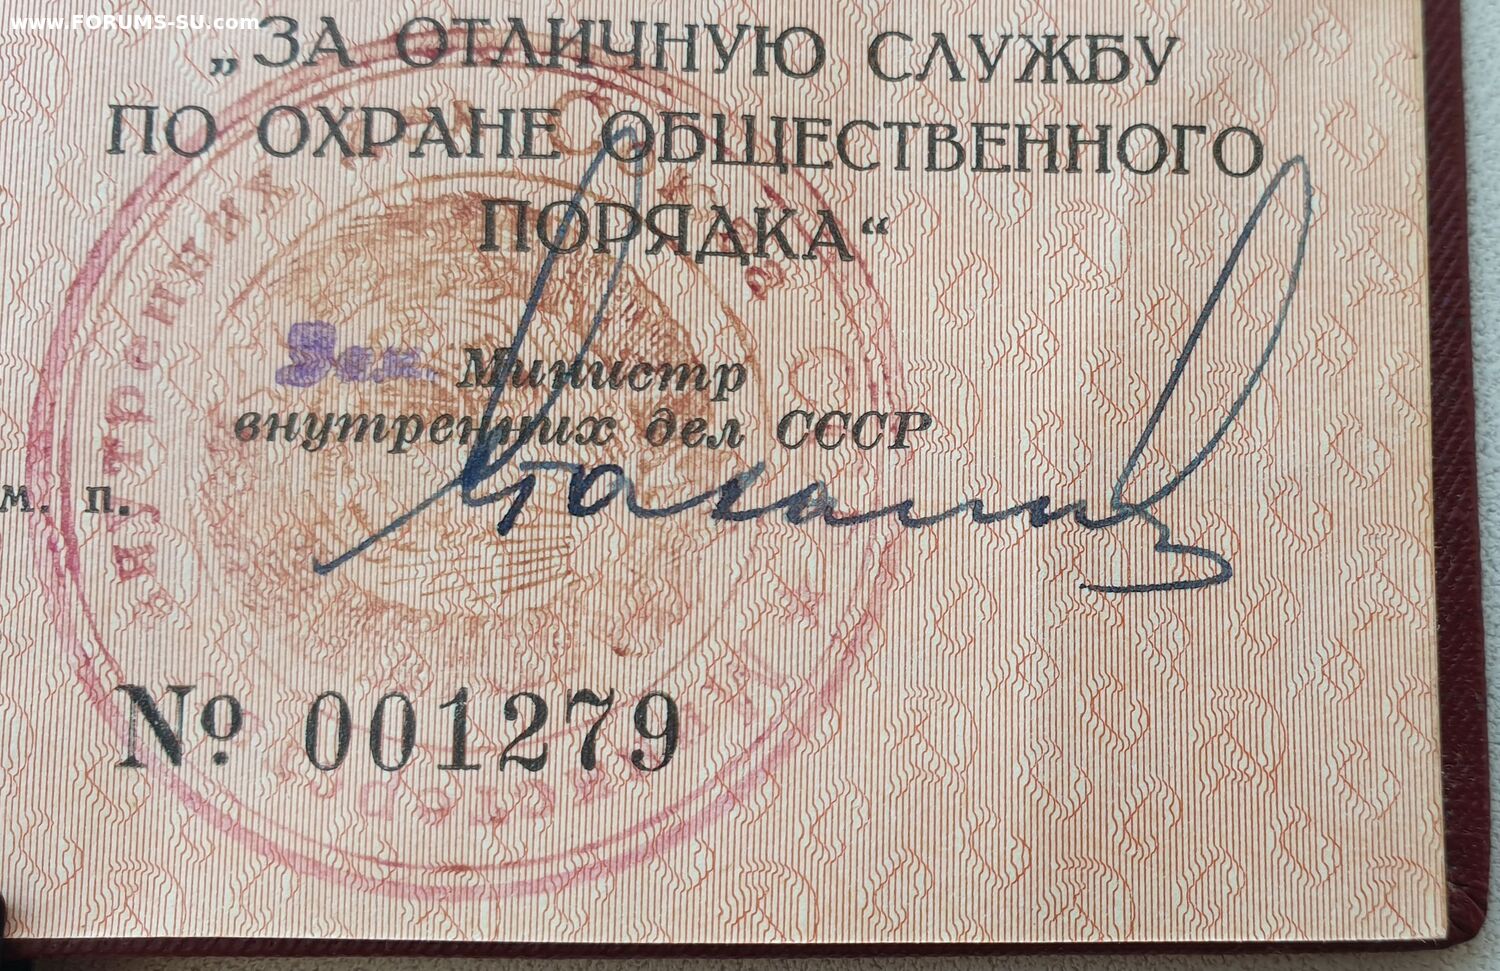 www.FORUMS-SU.com
„ЗА ОТЛИЧНУЮ СЛУЖБУ
ПО ОХРАНЕ ОБЩЕСТВЕННОГО
ПОРЯДКА“
Зам. Министр
внутренних дел СССР
м. п.
№ 001279